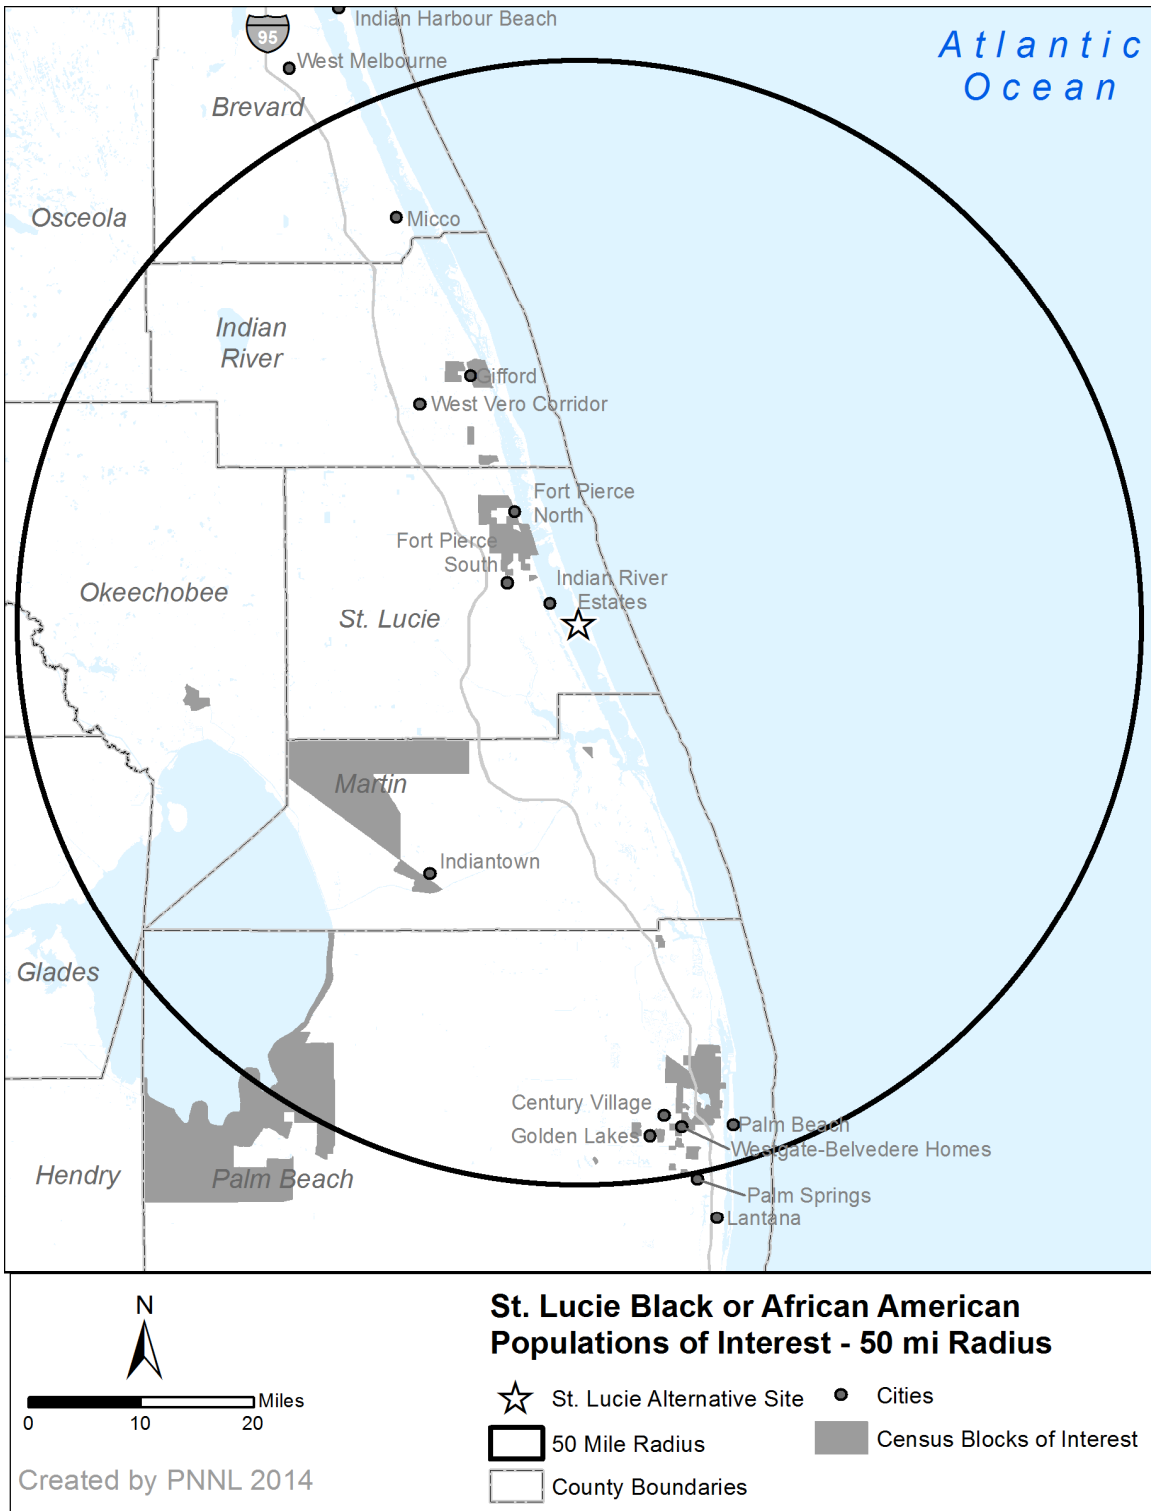 Indian Harbour Beach
95
West Melbourne
Atlantic
Ocean
Brevard
Osceola
Micco
Indian
River
Gifford
West Vero Corridor
Fort Pierce
North
Fort Pierce
South
Indian River
Estates
Okeechobee
St. Lucie
Martin
Indiantown
Glades
Century Village
Golden Lakes
Palm Beach
Westgate-Belvedere Homes
Hendry
Palm Beach
Palm Springs
Lantana
N
Miles
0 10 20
Created by PNNL 2014
St. Lucie Black or African American
Populations of Interest - 50 mi Radius
St. Lucie Alternative Site
Cities
50 Mile Radius
Census Blocks of Interest
County Boundaries